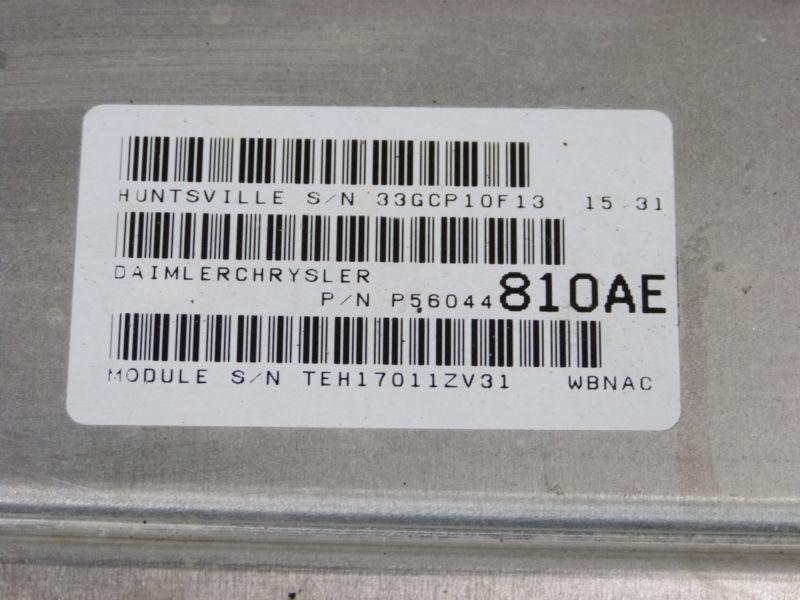 HUNTSVILLE S/N 33GCP10F13 15 31
DAIMLERCHRYSLER
P/N P56044810AE
MODULE S/N TEH17011ZV31 WBNAC